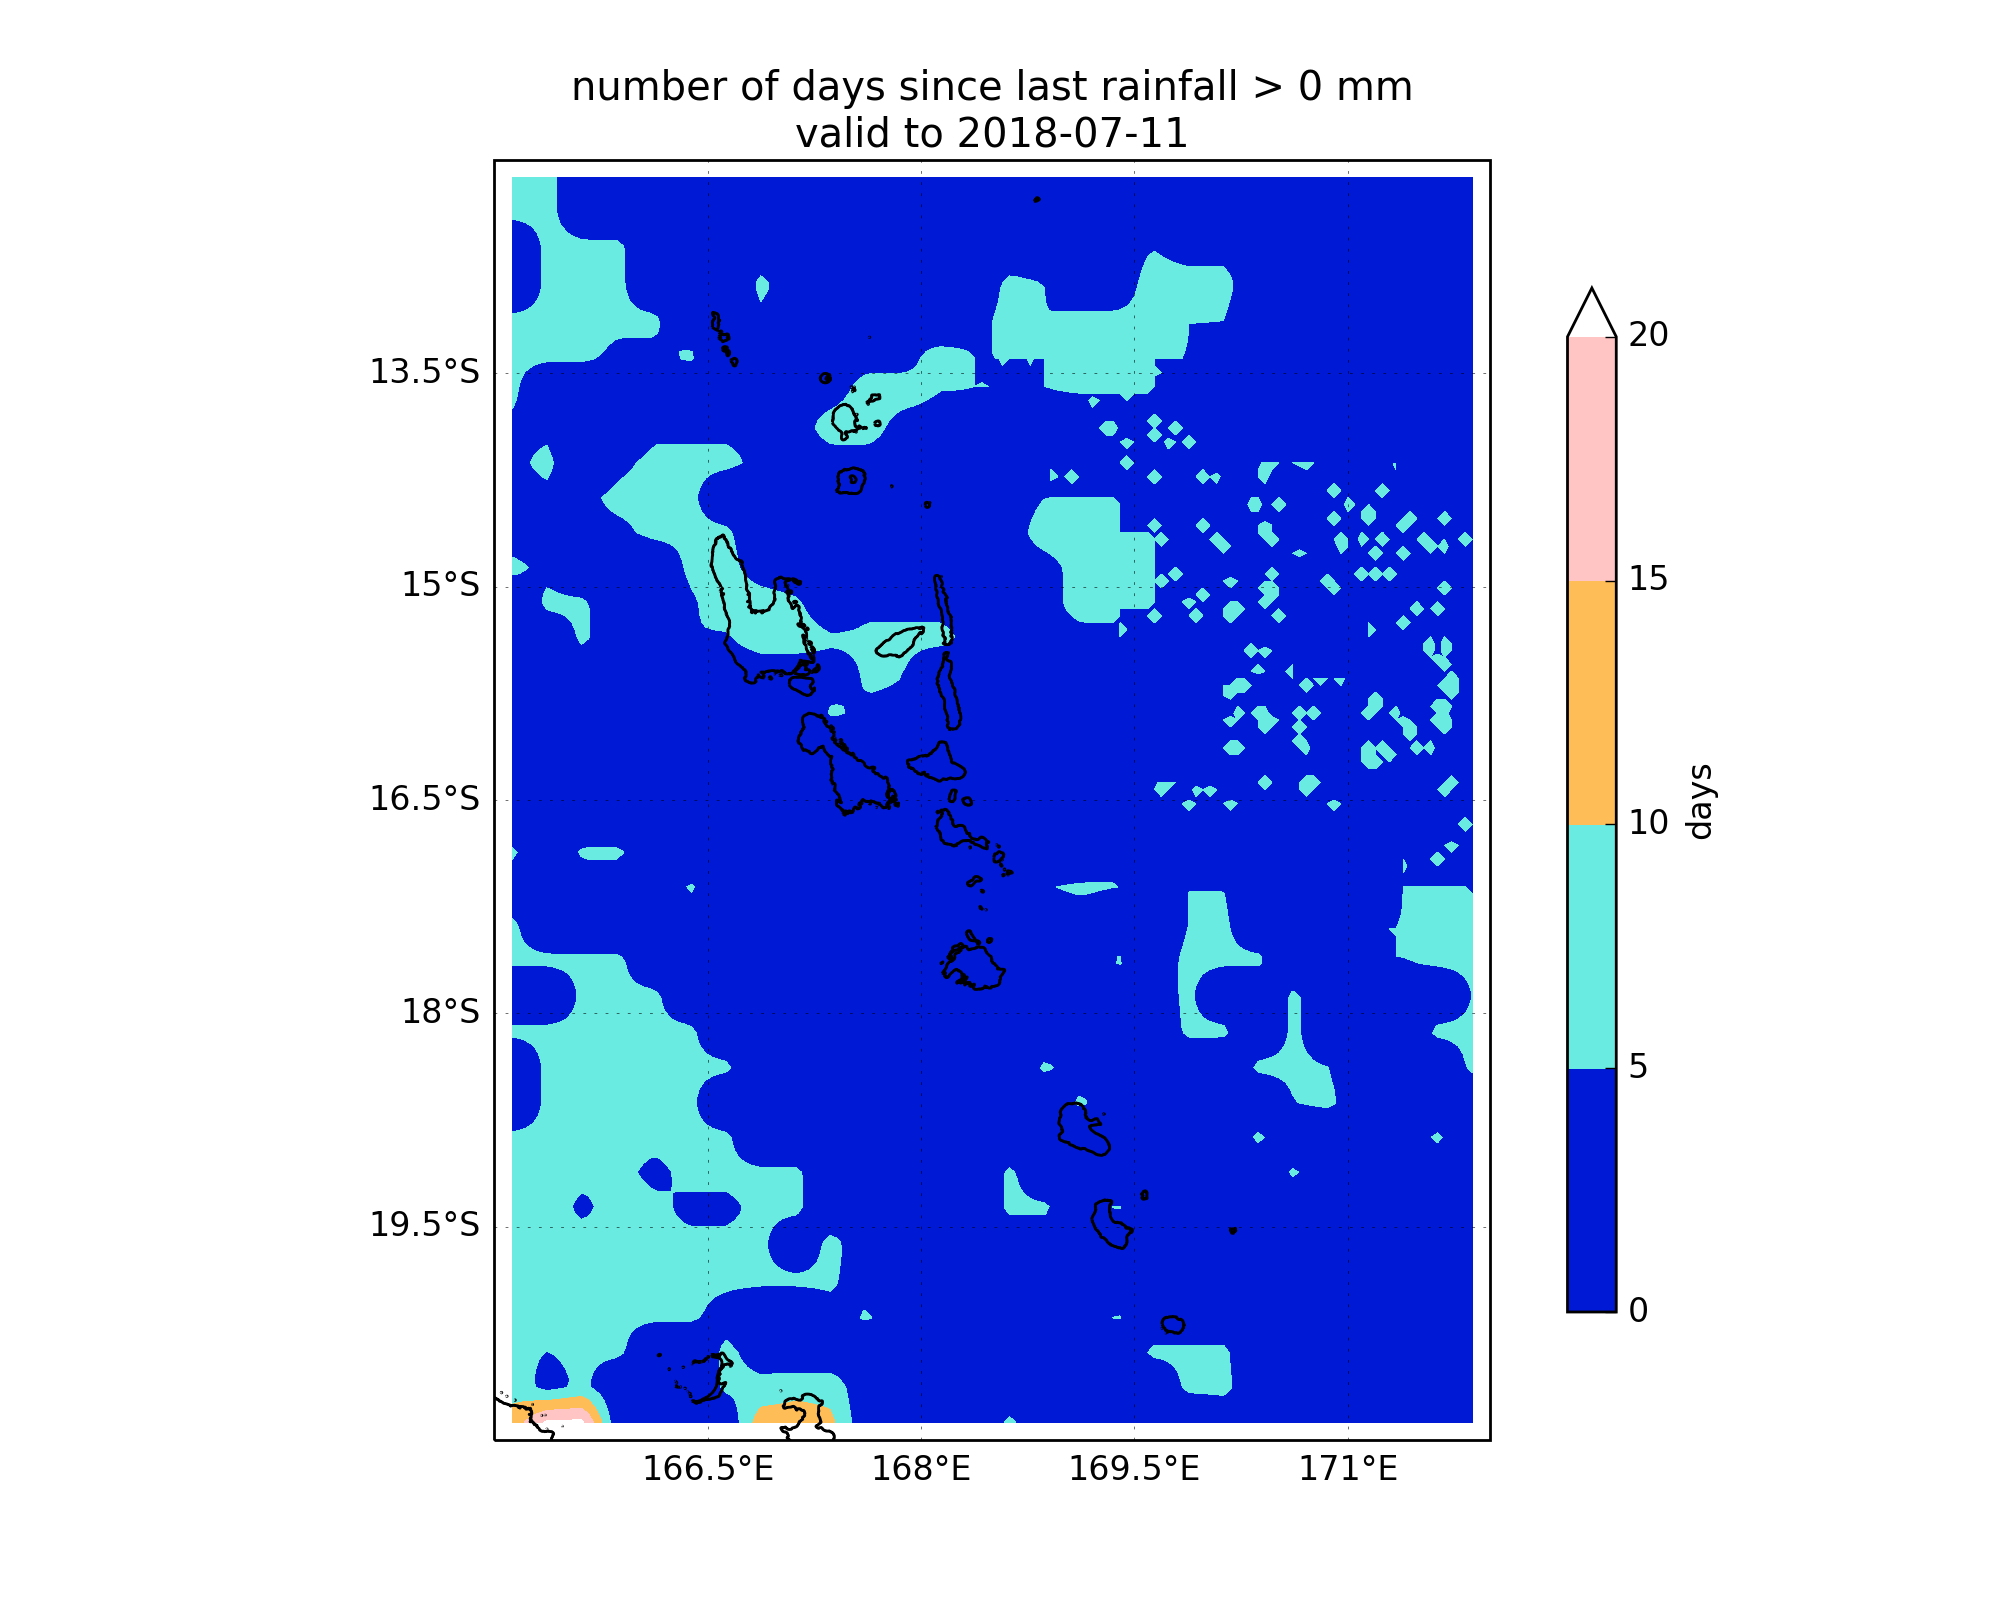 number of days since last rainfall > 0 mm
valid to 2018-07-11
13.5°S
15°S
16.5°S
18°S
19.5°S
166.5°E
168°E
169.5°E
171°E
20
15
10
5
0
days